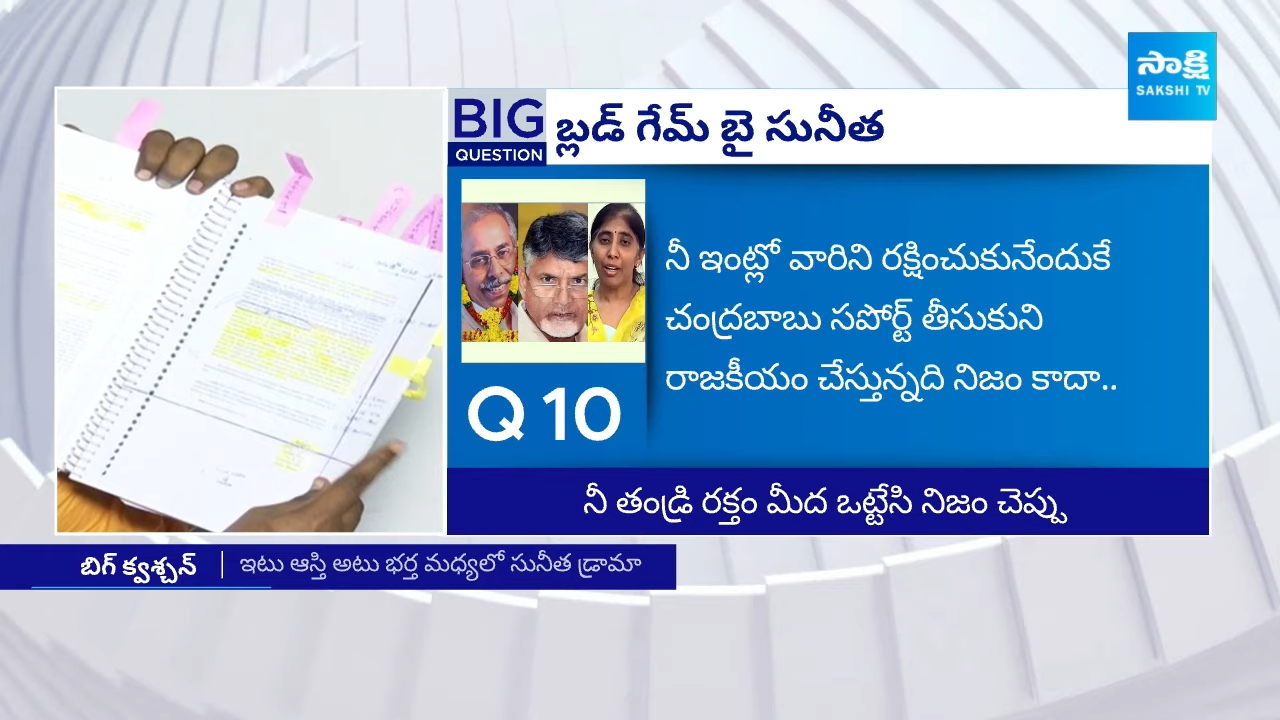 సాక్షి
SAKSHI TV
BIG
QUESTION
బ్లడ్ గేమ్ బై సునీత
నీ ఇంట్లో వారిని రక్షించుకునేందుకే
చంద్రబాబు సపోర్ట్ తీసుకుని
రాజకీయం చేస్తున్నది నిజం కాదా..
Q 10
నీ తండ్రి రక్తం మీద ఒట్టేసి నిజం చెప్పు
బిగ్ క్వశ్చన్ | ఇటు ఆస్తి అటు భర్త మధ్యలో సునీత డ్రామా